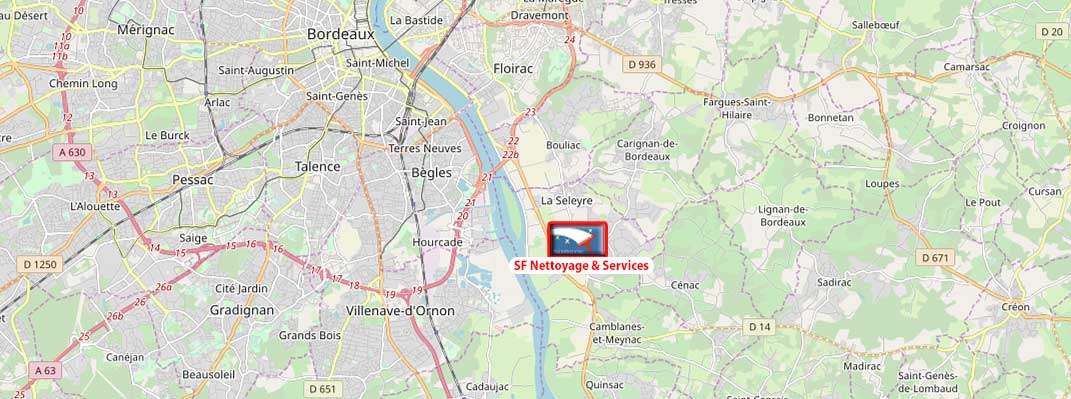 La Maregue
Tresses
au Désert
La Bastide
Dravemont
Sallebœuf
10
Mérignac
Bordeaux
24
D 20
11a
11b
Saint-Michel
D 936
Camarsac
Saint-Augustin
Floirac
Chemin Long
12
Saint-Genès
Fargues-Saint-
Hilaire
Arlac
23
Bonnetan
Croignon
Le Burck
Saint-Jean
22
Bouliac
Carignan-de-
Bordeaux
A 630
Terres Neuves
22b
Talence
Bègles
Pessac
21
21
Loupes
Cursan
13
La Seleyre
Le Pout
L'Alouette
20
Lignan-de-
Bordeaux
14
Saige
Hourcade
19
15
16
SF Nettoyage & Services
D 671
D 1250
17
Cité Jardin
18
19
Cénac
Sadirac
26b
Gradignan
Villenave-d'Ornon
Créon
26a
Camblanes-
et-Meynac
D 14
25
Grands Bois
Canéjan
A 63
Beausoleil
Madirac
D 651
Cadaujac
Quinsac
Saint-Genès-
de-Lombaud